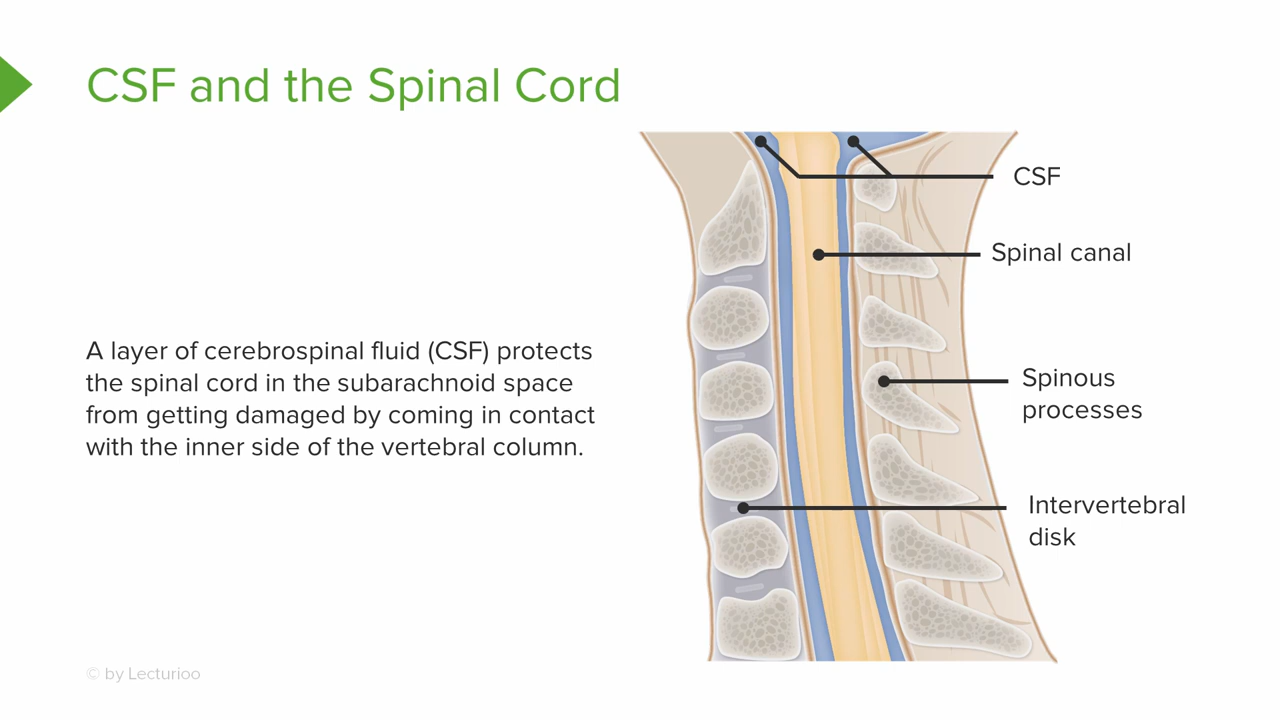 CSF and the Spinal Cord
CSF
Spinal canal
A layer of cerebrospinal fluid (CSF) protects
the spinal cord in the subarachnoid space
from getting damaged by coming in contact
with the inner side of the vertebral column.
Spinous
processes
Intervertebral
disk
© by Lecturioo